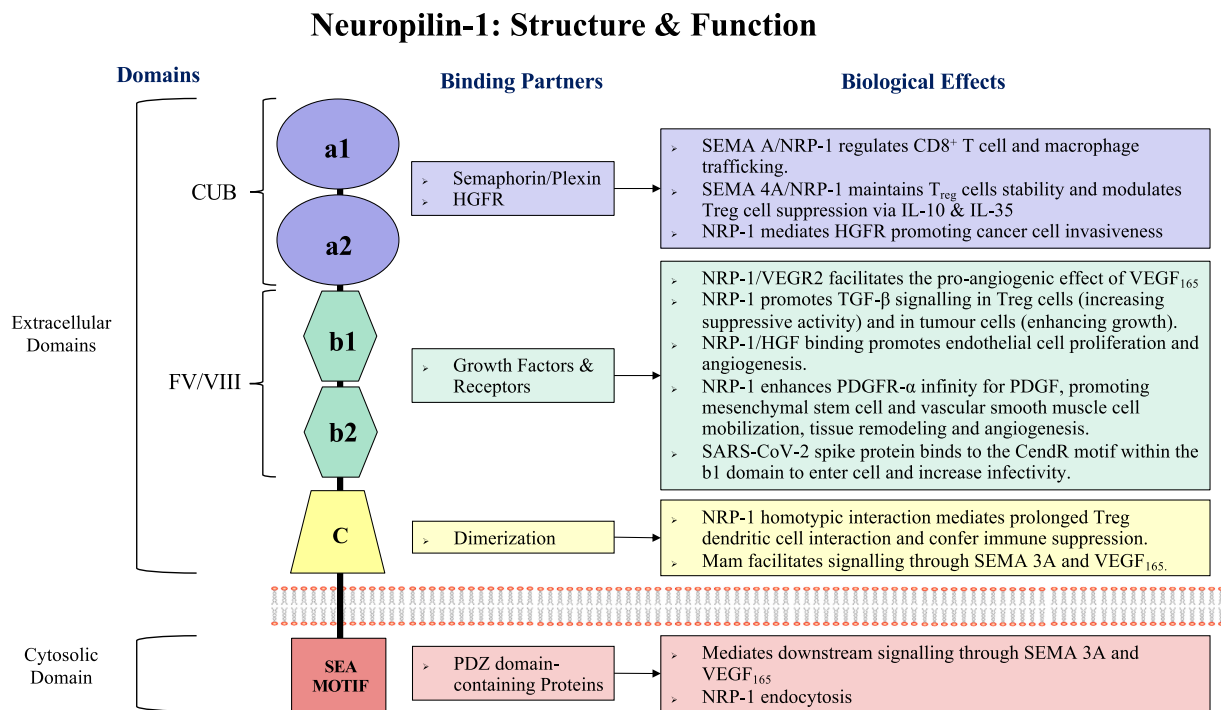 Neuropilin-1: Structure & Function
Domains
Binding Partners
Biological Effects
Extracellular
Domains
CUB
a1
a2
➢ Semaphorin/Plexin
➢ HGFR
➢ SEMA A/NRP-1 regulates CD8⁺ T cell and macrophage
trafficking.
➢ SEMA 4A/NRP-1 maintains Treg cells stability and modulates
Treg cell suppression via IL-10 & IL-35
➢ NRP-1 mediates HGFR promoting cancer cell invasiveness
FV/VIII
b1
b2
➢ Growth Factors &
Receptors
➢ NRP-1/VEGR2 facilitates the pro-angiogenic effect of VEGF₁₆₅
➢ NRP-1 promotes TGF-β signalling in Treg cells (increasing
suppressive activity) and in tumour cells (enhancing growth).
➢ NRP-1/HGF binding promotes endothelial cell proliferation and
angiogenesis.
➢ NRP-1 enhances PDGFR-α infinity for PDGF, promoting
mesenchymal stem cell and vascular smooth muscle cell
mobilization, tissue remodeling and angiogenesis.
➢ SARS-CoV-2 spike protein binds to the CendR motif within the
b1 domain to enter cell and increase infectivity.
C
➢ Dimerization
➢ NRP-1 homotypic interaction mediates prolonged Treg
dendritic cell interaction and confer immune suppression.
➢ Mam facilitates signalling through SEMA 3A and VEGF₁₆₅.
Cytosolic
Domain
SEA
MOTIF
➢ PDZ domain-
containing Proteins
➢ Mediates downstream signalling through SEMA 3A and
VEGF₁₆₅
➢ NRP-1 endocytosis